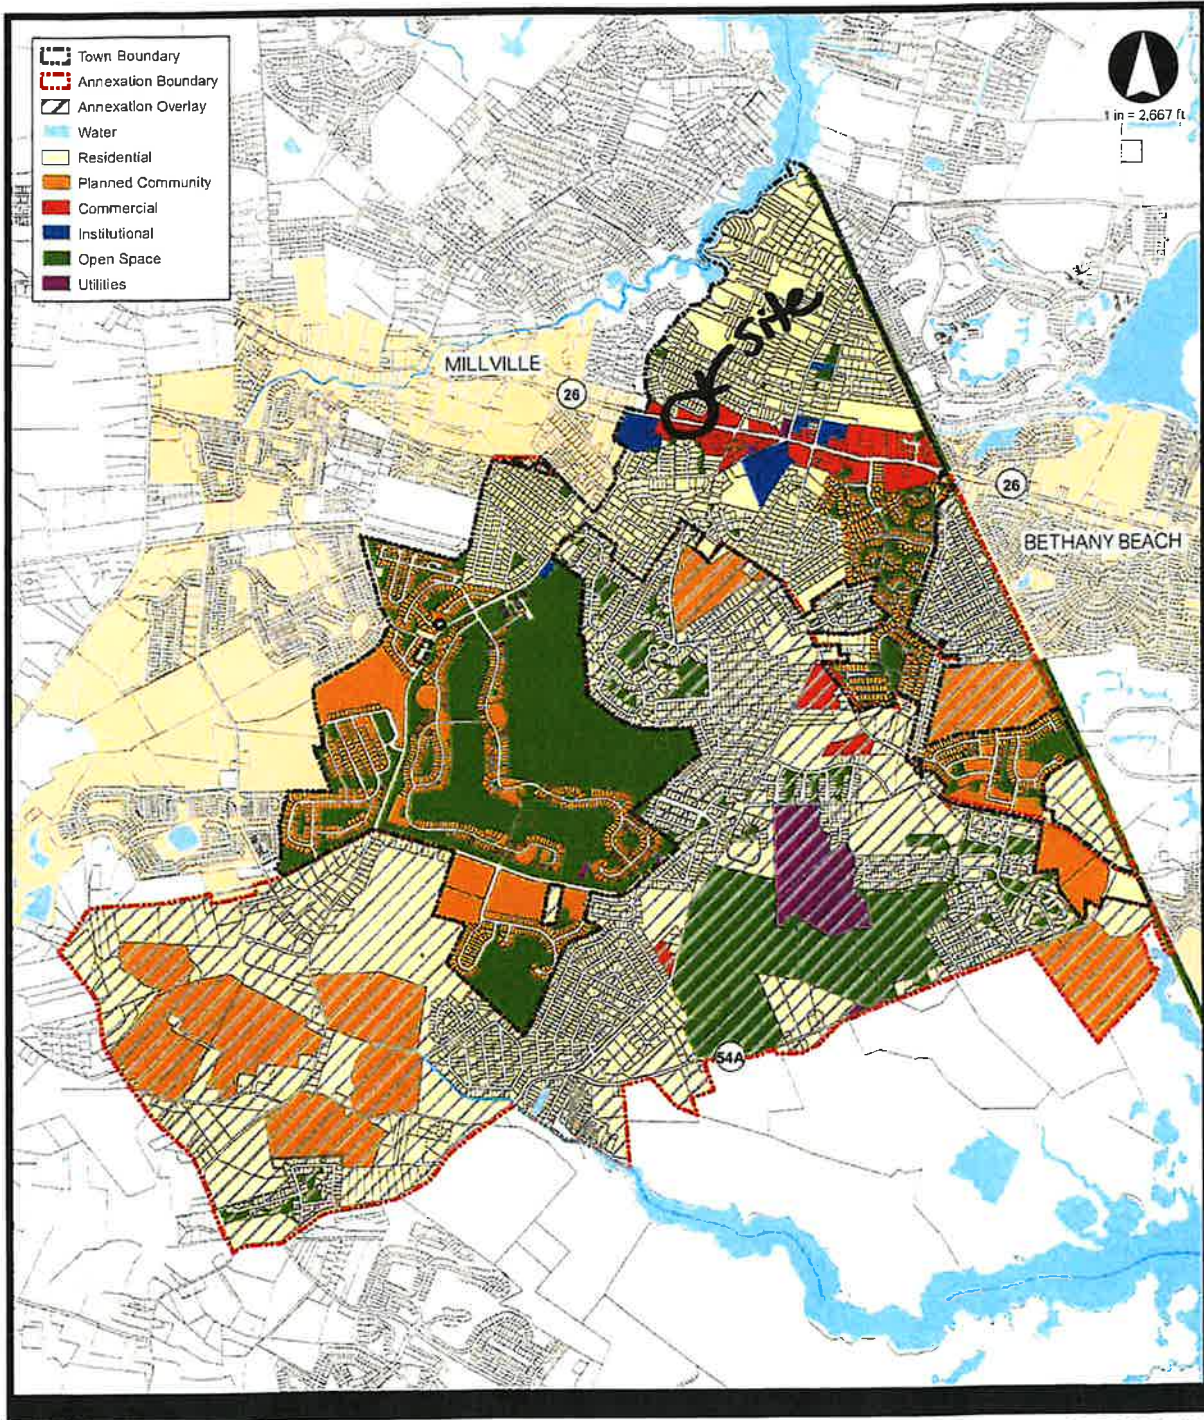 Town Boundary
Annexation Boundary
Annexation Overlay
Water
Residential
Planned Community
Commercial
Institutional
Open Space
Utilities
1 in = 2,667 ft
site
MILLVILLE
26
26
BETHANY BEACH
54A